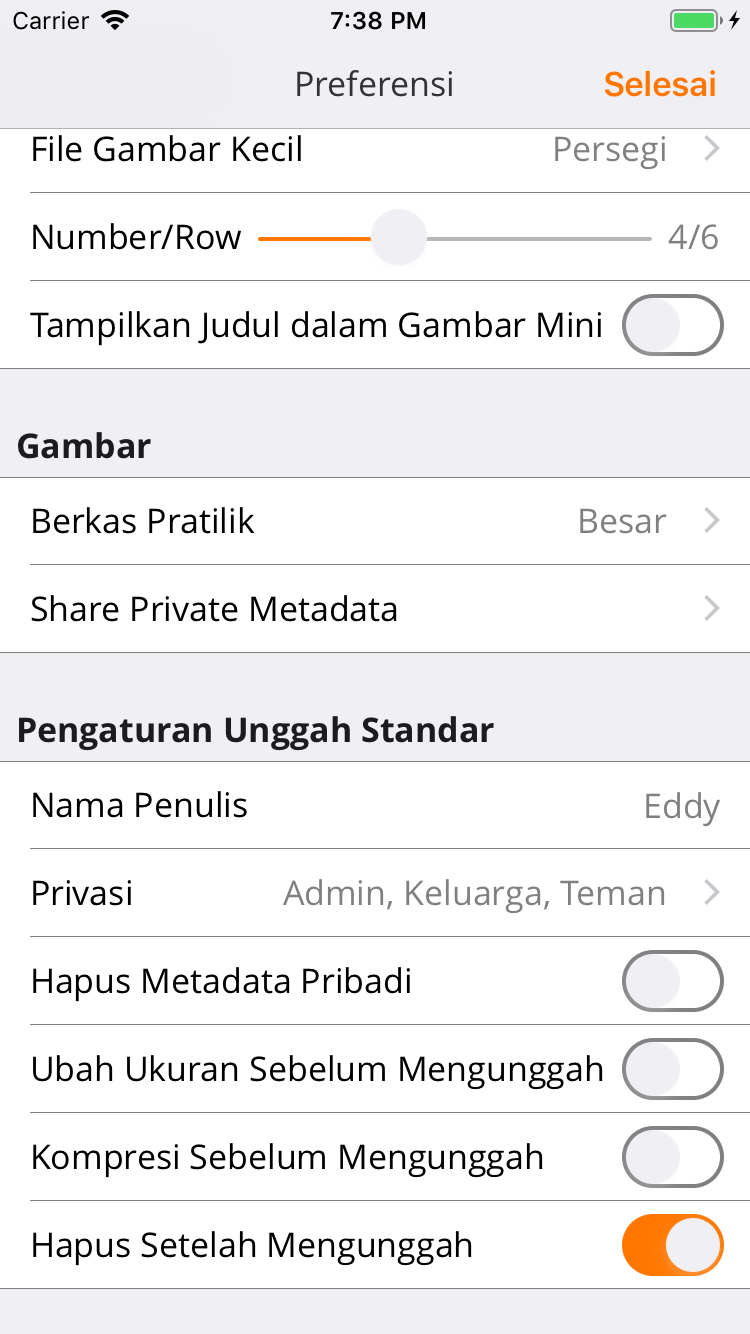 Carrier 7:38 PM
Preferensi Selesai
File Gambar Kecil Persegi
Number/Row 4/6
Tampilkan Judul dalam Gambar Mini
Gambar
Berkas Pratilik Besar
Share Private Metadata
Pengaturan Unggah Standar
Nama Penulis Eddy
Privasi Admin, Keluarga, Teman
Hapus Metadata Pribadi
Ubah Ukuran Sebelum Mengunggah
Kompresi Sebelum Mengunggah
Hapus Setelah Mengunggah